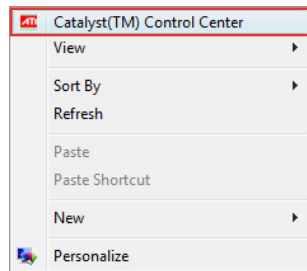 ATI Catalyst(TM) Control Center
View
Sort By
Refresh
Paste
Paste Shortcut
New
Personalize